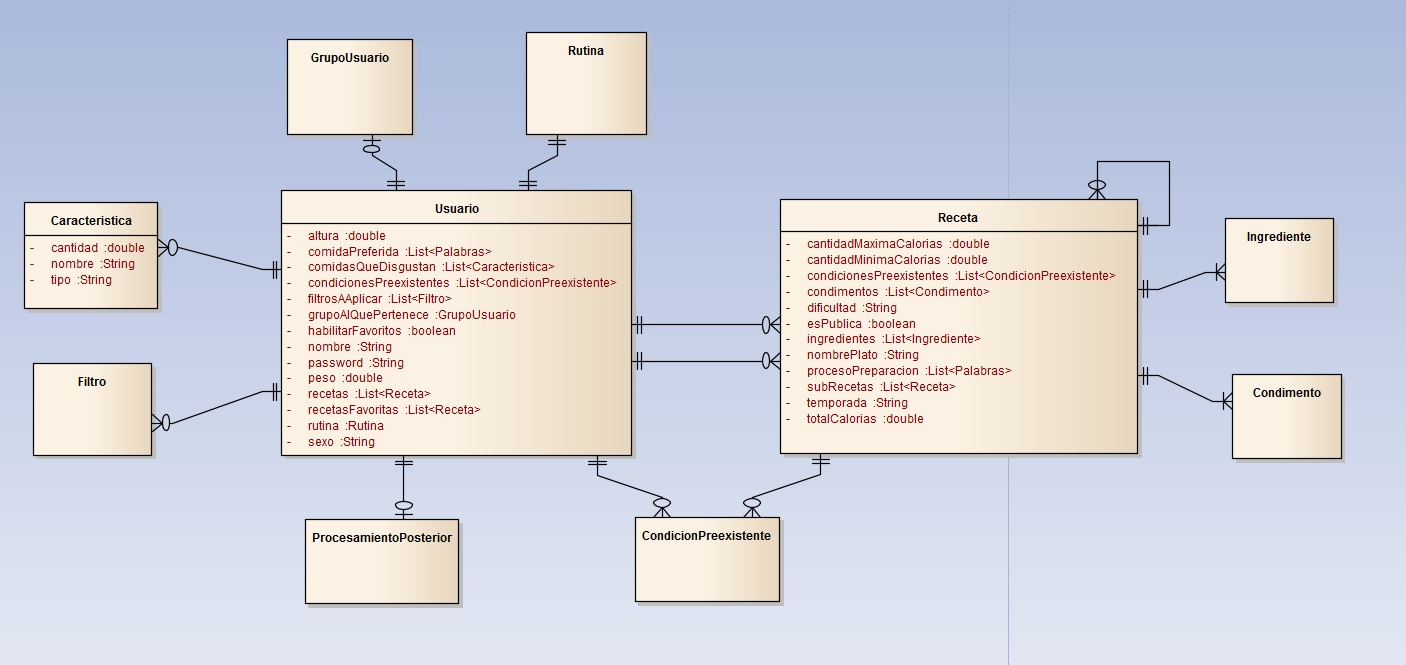 GrupoUsuario
Rutina
Caracteristica
- cantidad :double
- nombre :String
- tipo :String
Filtro
Usuario
- altura :double
- comidaPreferida :List<Palabras>
- comidasQueDisgustan :List<Caracteristica>
- condicionesPreexistentes :List<CondicionPreexistente>
- filtrosAAplicar :List<Filtro>
- grupoAlQuePertenece :GrupoUsuario
- habilitarFavoritos :boolean
- nombre :String
- password :String
- peso :double
- recetas :List<Receta>
- recetasFavoritas :List<Receta>
- rutina :Rutina
- sexo :String
Receta
- cantidadMaximaCalorias :double
- cantidadMinimaCalorias :double
- condicionesPreexistentes :List<CondicionPreexistente>
- condimentos :List<Condimento>
- dificultad :String
- esPublica :boolean
- ingredientes :List<Ingrediente>
- nombrePlato :String
- procesoPreparacion :List<Palabras>
- subRecetas :List<Receta>
- temporada :String
- totalCalorias :double
Ingrediente
Condimento
ProcesamientoPosterior
CondicionPreexistente